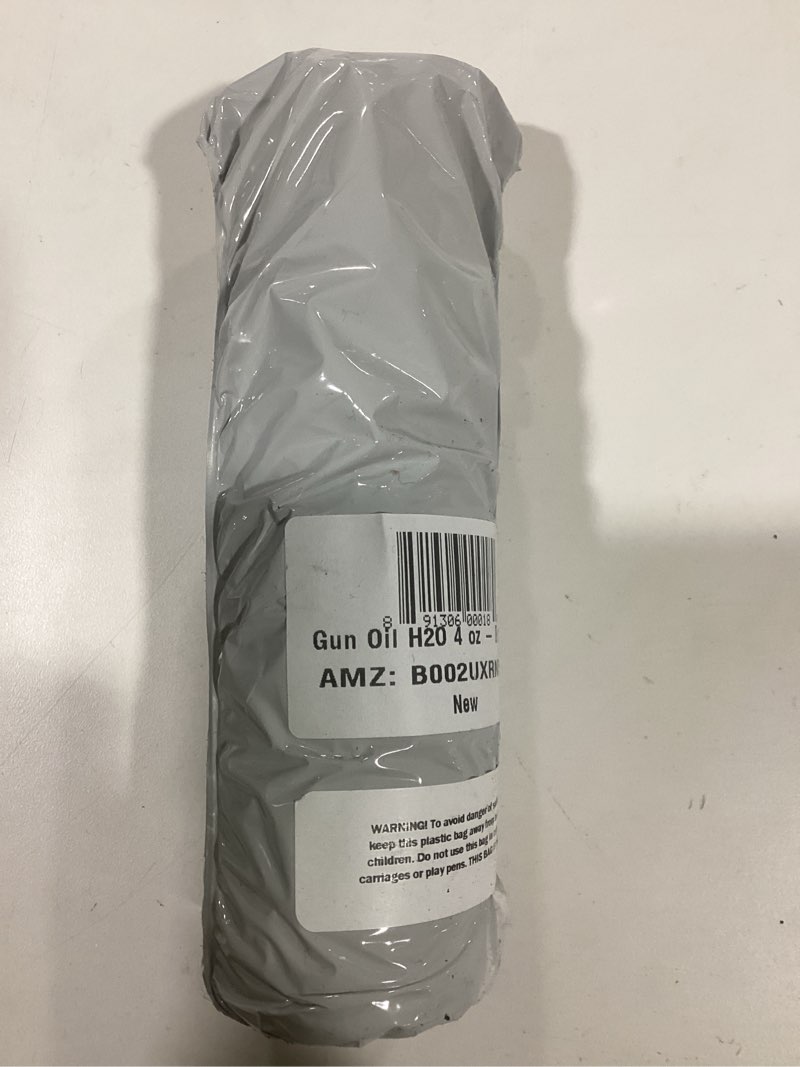 8 91306 00018
Gun Oil H2O 4 oz -
AMZ: B002UXR
New
WARNING! To avoid danger of
keep this plastic bag away from
children. Do not use this bag in
carriages or play pens. THIS BAG